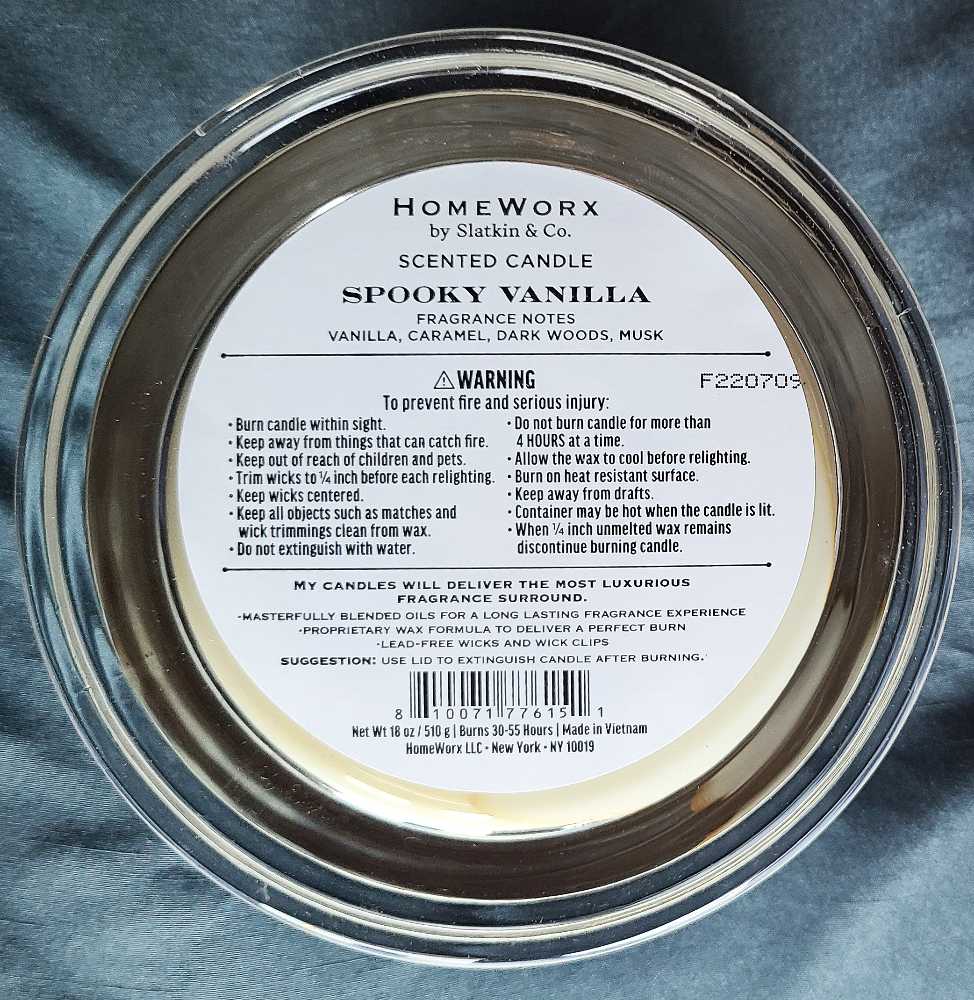 HOMEWORX
by Slatkin & Co.
SCENTED CANDLE
SPOOKY VANILLA
FRAGRANCE NOTES
VANILLA, CARAMEL, DARK WOODS, MUSK
⚠WARNING
F220709
To prevent fire and serious injury:
• Burn candle within sight.
• Keep away from things that can catch fire.
• Keep out of reach of children and pets.
• Trim wicks to ¼ inch before each relighting.
• Keep wicks centered.
• Keep all objects such as matches and
wick trimmings clean from wax.
• Do not extinguish with water.
• Do not burn candle for more than
4 HOURS at a time.
• Allow the wax to cool before relighting.
• Burn on heat resistant surface.
• Keep away from drafts.
• Container may be hot when the candle is lit.
• When ¼ inch unmelted wax remains
discontinue burning candle.
MY CANDLES WILL DELIVER THE MOST LUXURIOUS
FRAGRANCE SURROUND.
-MASTERFULLY BLENDED OILS FOR A LONG LASTING FRAGRANCE EXPERIENCE
-PROPRIETARY WAX FORMULA TO DELIVER A PERFECT BURN
-LEAD-FREE WICKS AND WICK CLIPS
SUGGESTION: USE LID TO EXTINGUISH CANDLE AFTER BURNING.
8 10071 77615 1
Net Wt 18 oz / 510 g | Burns 30-55 Hours | Made in Vietnam
HomeWorx LLC • New York • NY 10019